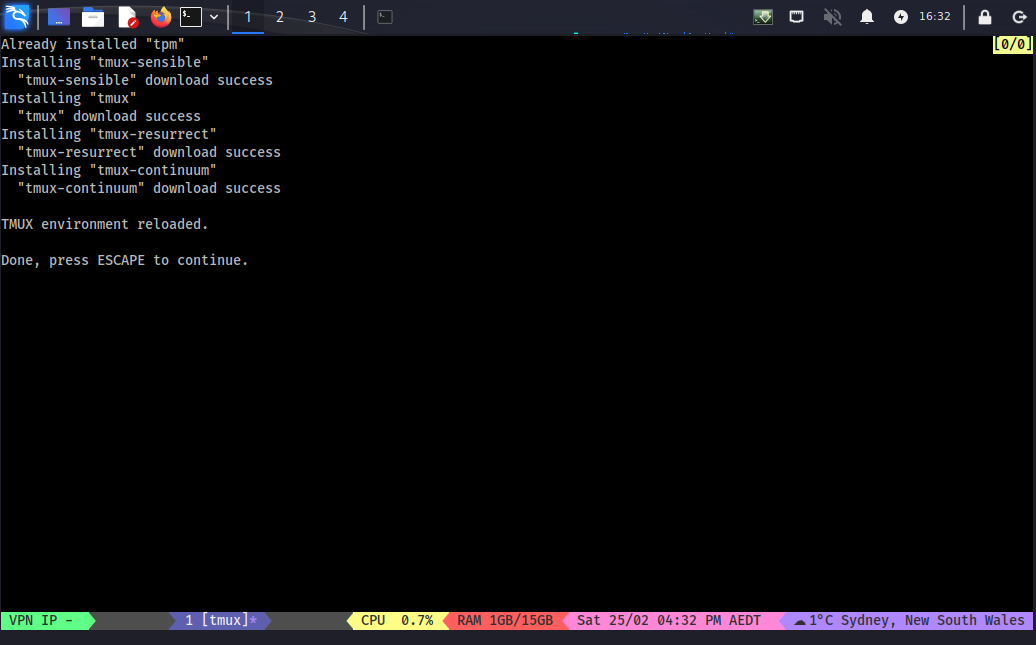 1 2 3 4 16:32
Already installed "tpm" [0/0]
Installing "tmux-sensible"
"tmux-sensible" download success
Installing "tmux"
"tmux" download success
Installing "tmux-resurrect"
"tmux-resurrect" download success
Installing "tmux-continuum"
"tmux-continuum" download success
TMUX environment reloaded.
Done, press ESCAPE to continue.
VPN IP - 1 [tmux]* CPU 0.7% RAM 1GB/15GB Sat 25/02 04:32 PM AEDT ☁ 1°C Sydney, New South Wales